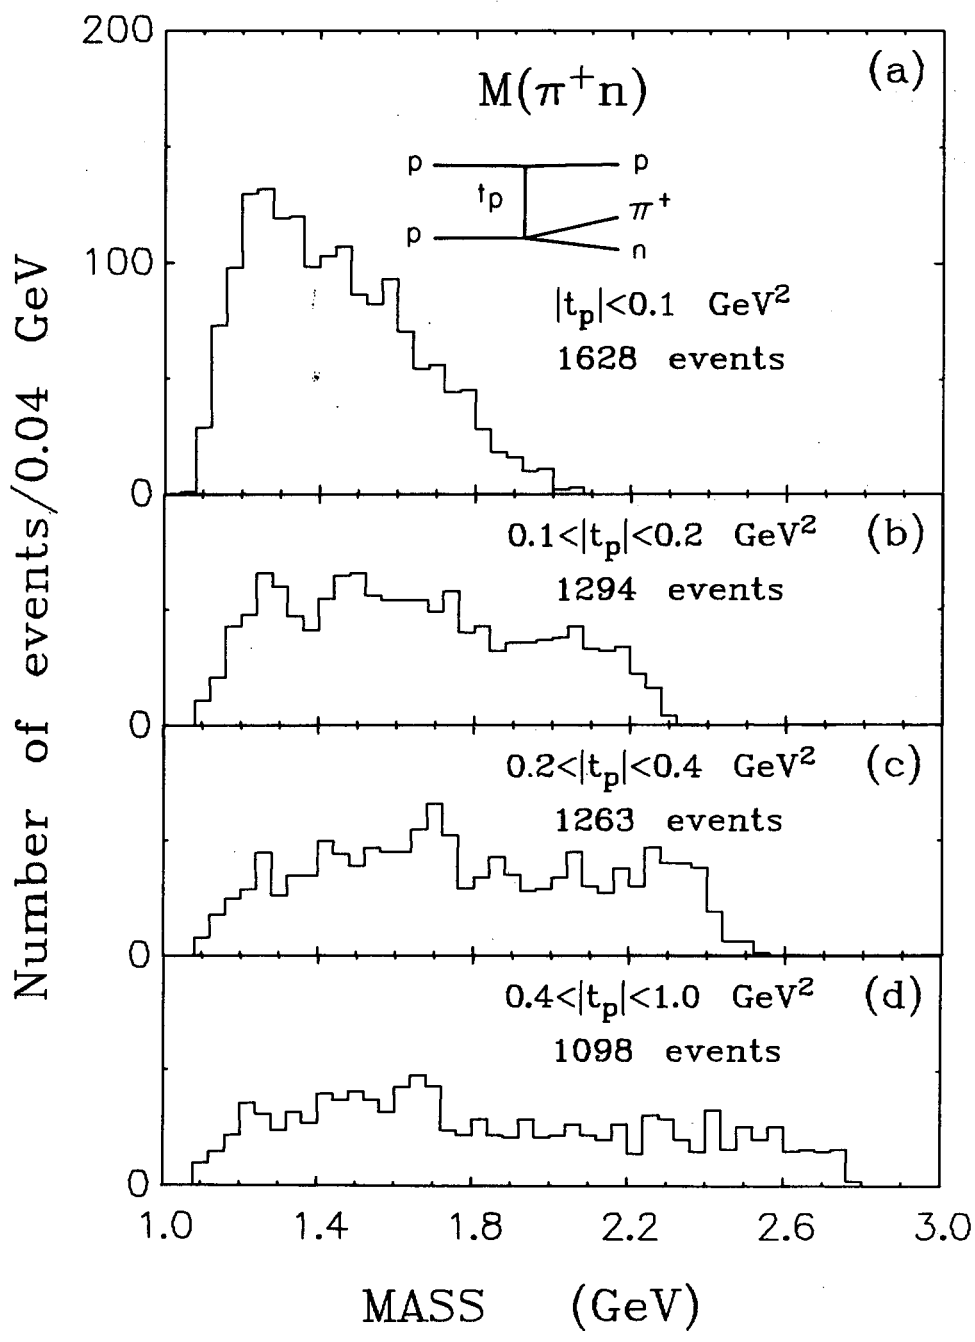 200
(a)
M(π⁺n)
p p
t_p
π⁺
p
n
100
|t_p|<0.1 GeV²
1628 events
0
0.1<|t_p|<0.2 GeV² (b)
1294 events
0
0.2<|t_p|<0.4 GeV² (c)
1263 events
0
0.4<|t_p|<1.0 GeV² (d)
1098 events
0
1.0 1.4 1.8 2.2 2.6 3.0
MASS (GeV)
Number of events/0.04 GeV